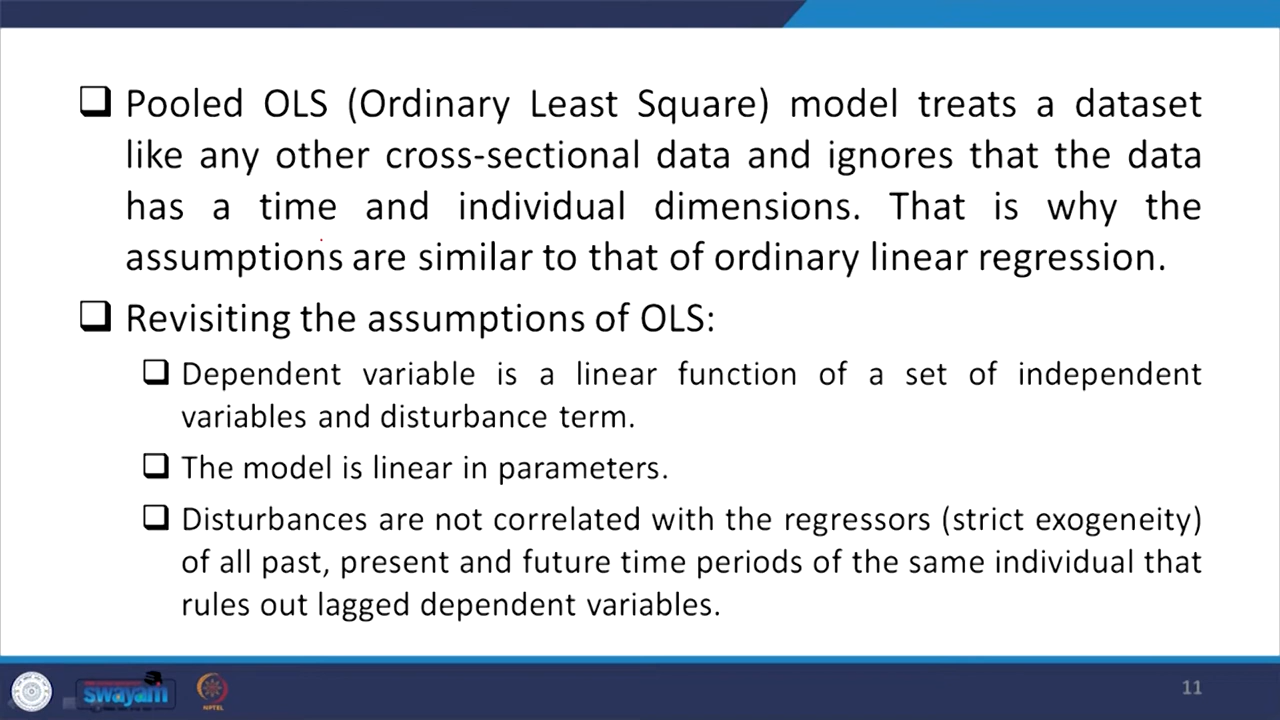 Pooled OLS (Ordinary Least Square) model treats a dataset
like any other cross-sectional data and ignores that the data
has a time and individual dimensions. That is why the
assumptions are similar to that of ordinary linear regression.
Revisiting the assumptions of OLS:
Dependent variable is a linear function of a set of independent
variables and disturbance term.
The model is linear in parameters.
Disturbances are not correlated with the regressors (strict exogeneity)
of all past, present and future time periods of the same individual that
rules out lagged dependent variables.
swayam
NPTEL
11